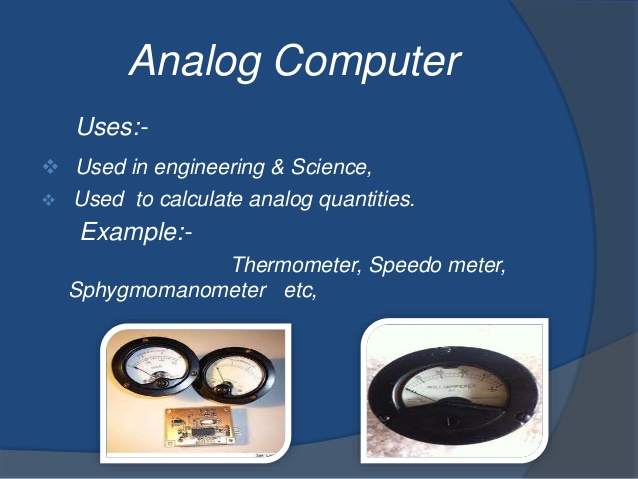 Analog Computer
Uses:-
Used in engineering & Science,
Used to calculate analog quantities.
Example:-
Thermometer, Speedo meter,
Sphygmomanometer etc,